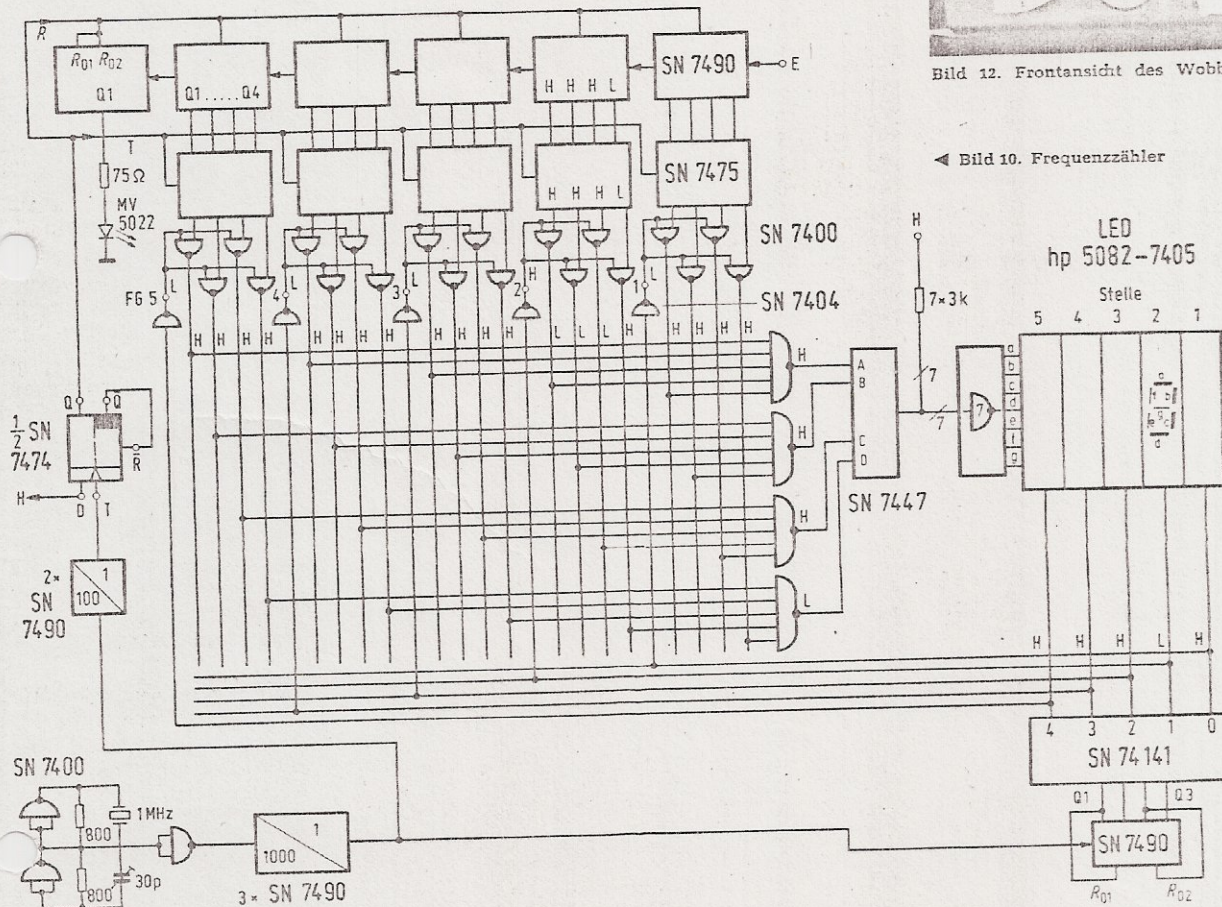 Bild 12. Frontansicht des Wobb
◀ Bild 10. Frequenzzähler
R
R01 R02
Q1
Q1.....Q4
H H H L
SN 7490
E
T
75Ω
MV
5022
H H H L
SN 7475
SN 7400
FG 5
L
4
L
3
L
2
H
1
L
SN 7404
H H H H
H H H H
H H H H
L L L H
H H H H
H
7×3k
7
7
LED
hp 5082-7405
Stelle
5 4 3 2 1
a
b
c
d
e
f
g
a
f b
g
e c
d
7
H
H
H
L
A
B
C
D
SN 7447
Q Q̅
½ SN
7474
R̅
H
D T
2×
SN
7490
1
100
H H H L H
4 3 2 1 0
SN 74141
Q1 Q3
SN 7490
R01 R02
SN 7400
1MHz
800
800
30p
1
1000
3× SN 7490